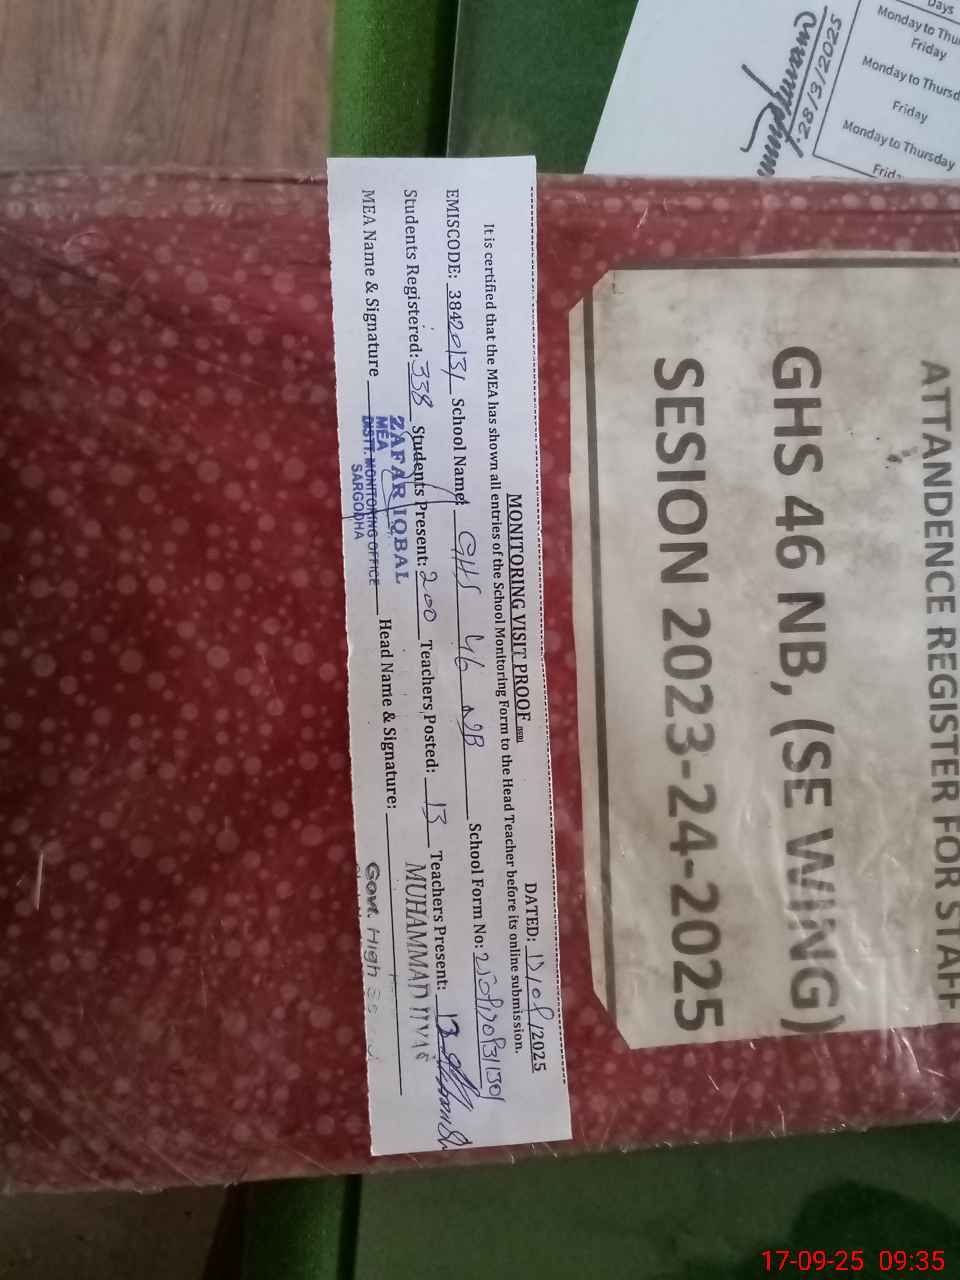 Days
Monday to Thu
Friday
Monday to Thursd
Friday
Monday to Thursday
Frid
28/3/2025
ATTANDENCE REGISTER FOR STAFF
GHS 46 NB, (SE WING)
SESION 2023-24-2025
DATED: /2025
MONITORING VISIT PROOF
It is certified that the MEA has shown all entries of the School Monitoring Form to the Head Teacher before its online submission.
EMISCODE: 38420131 School Name: GHS 46 NB School Form No:
Students Registered: 338 Students Present: 200 Teachers Posted: 13 Teachers Present: 13
MEA Name & Signature Head Name & Signature:
ZAFAR IQBAL
MEA
DISTT. MONITORING OFFICE
SARGODHA
MUHAMMAD
Govt. High
17-09-25 09:35